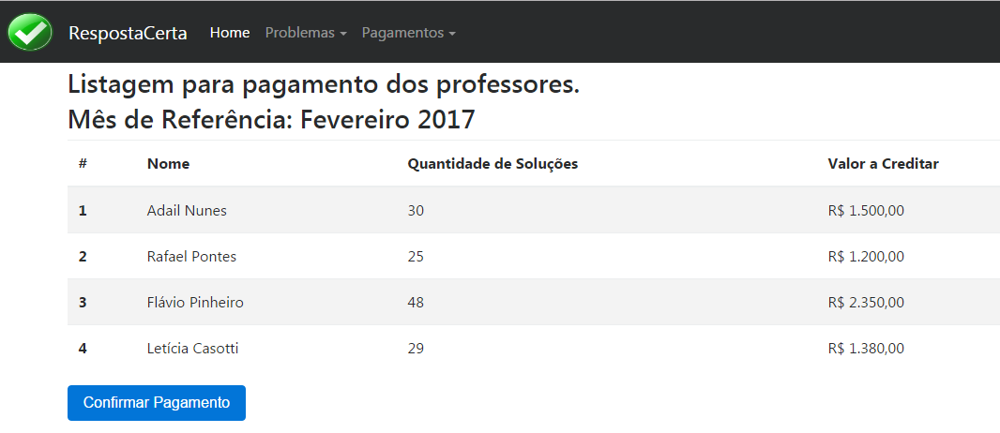 RespostaCerta Home Problemas Pagamentos
Listagem para pagamento dos professores.
Mês de Referência: Fevereiro 2017
# Nome Quantidade de Soluções Valor a Creditar
1 Adail Nunes 30 R$ 1.500,00
2 Rafael Pontes 25 R$ 1.200,00
3 Flávio Pinheiro 48 R$ 2.350,00
4 Letícia Casotti 29 R$ 1.380,00
Confirmar Pagamento